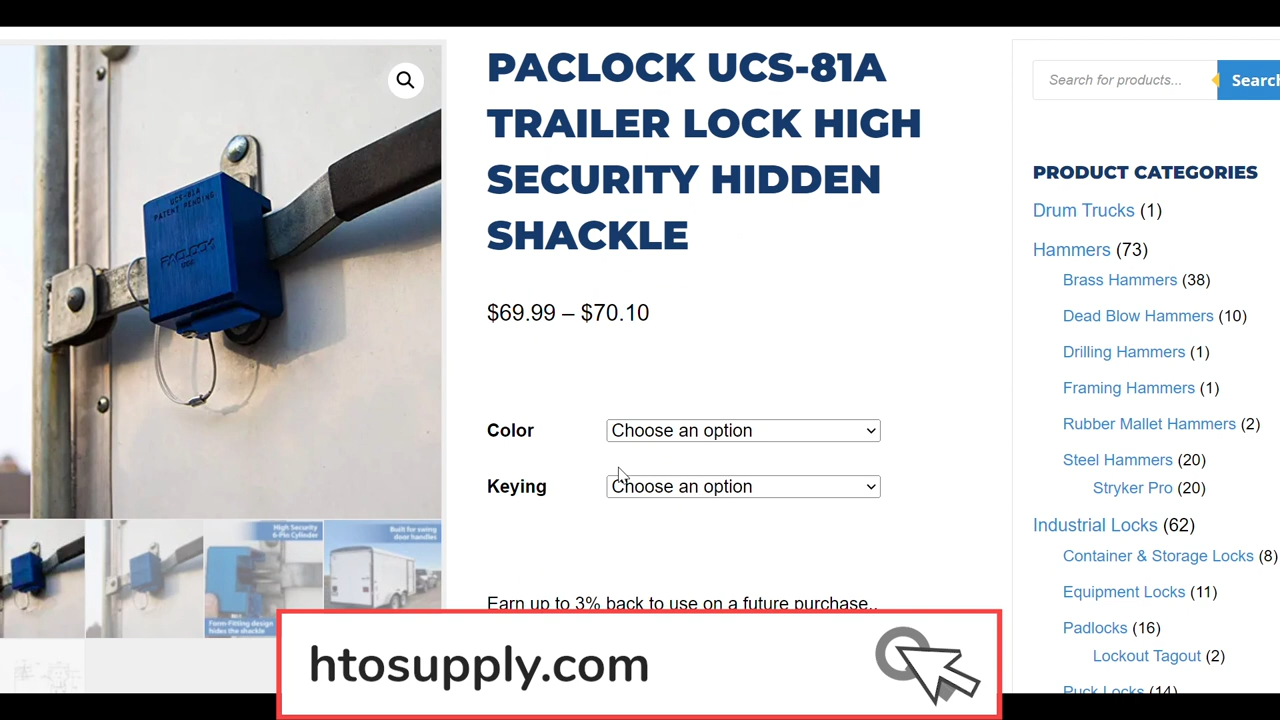 PACLOCK UCS-81A
TRAILER LOCK HIGH
SECURITY HIDDEN
SHACKLE
$69.99 – $70.10
Color
Choose an option
Keying
Choose an option
Earn up to 3% back to use on a future purchase..
UCS-81A
PATENT PENDING
PACLOCK
USA
High Security
6-Pin Cylinder
Built for swing
door handles
Form-Fitting design
hides the shackle
Search for products...
Search
PRODUCT CATEGORIES
Drum Trucks (1)
Hammers (73)
Brass Hammers (38)
Dead Blow Hammers (10)
Drilling Hammers (1)
Framing Hammers (1)
Rubber Mallet Hammers (2)
Steel Hammers (20)
Stryker Pro (20)
Industrial Locks (62)
Container & Storage Locks (8)
Equipment Locks (11)
Padlocks (16)
Lockout Tagout (2)
Puck Locks (14)
htosupply.com